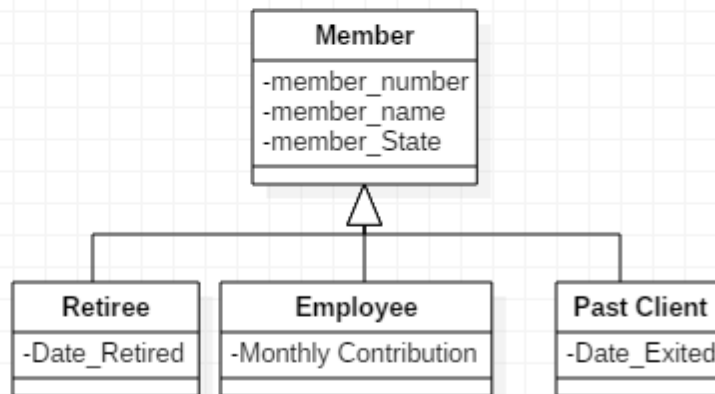 Member
-member_number
-member_name
-member_State
Retiree
-Date_Retired
Employee
-Monthly Contribution
Past Client
-Date_Exited